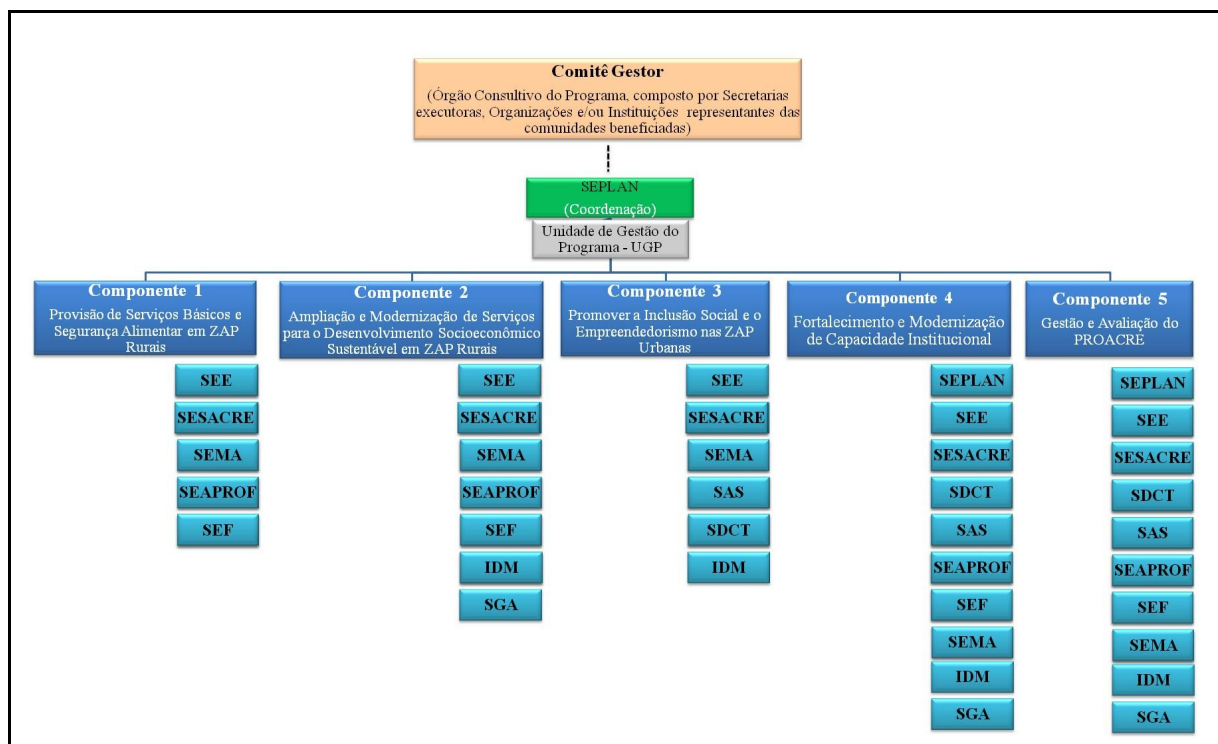 Comitê Gestor
(Órgão Consultivo do Programa, composto por Secretarias
executoras, Organizações e/ou Instituições representantes das
comunidades beneficiadas)
SEPLAN
(Coordenação)
Unidade de Gestão do
Programa - UGP
Componente 1
Provisão de Serviços Básicos e
Segurança Alimentar em ZAP
Rurais
SEE
SESACRE
SEMA
SEAPROF
SEF
Componente 2
Ampliação e Modernização de Serviços
para o Desenvolvimento Socioeconômico
Sustentável em ZAP Rurais
SEE
SESACRE
SEMA
SEAPROF
SEF
IDM
SGA
Componente 3
Promover a Inclusão Social e o
Empreendedorismo nas ZAP
Urbanas
SEE
SESACRE
SEMA
SAS
SDCT
IDM
Componente 4
Fortalecimento e Modernização
de Capacidade Institucional
SEPLAN
SEE
SESACRE
SDCT
SAS
SEAPROF
SEF
SEMA
IDM
SGA
Componente 5
Gestão e Avaliação do
PROACRE
SEPLAN
SEE
SESACRE
SDCT
SAS
SEAPROF
SEF
SEMA
IDM
SGA